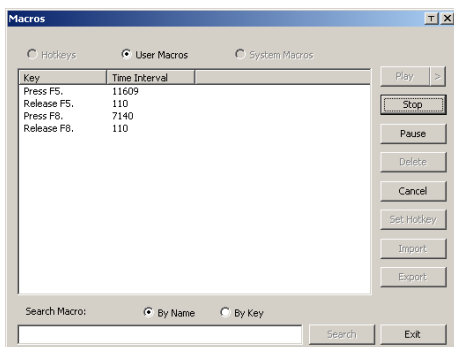 Macros
T X
Hotkeys User Macros System Macros
Key Time Interval
Press F5. 11609
Release F5. 110
Press F8. 7140
Release F8. 110
Play >
Stop
Pause
Delete
Cancel
Set Hotkey
Import
Export
Search Macro: By Name By Key
Search Exit